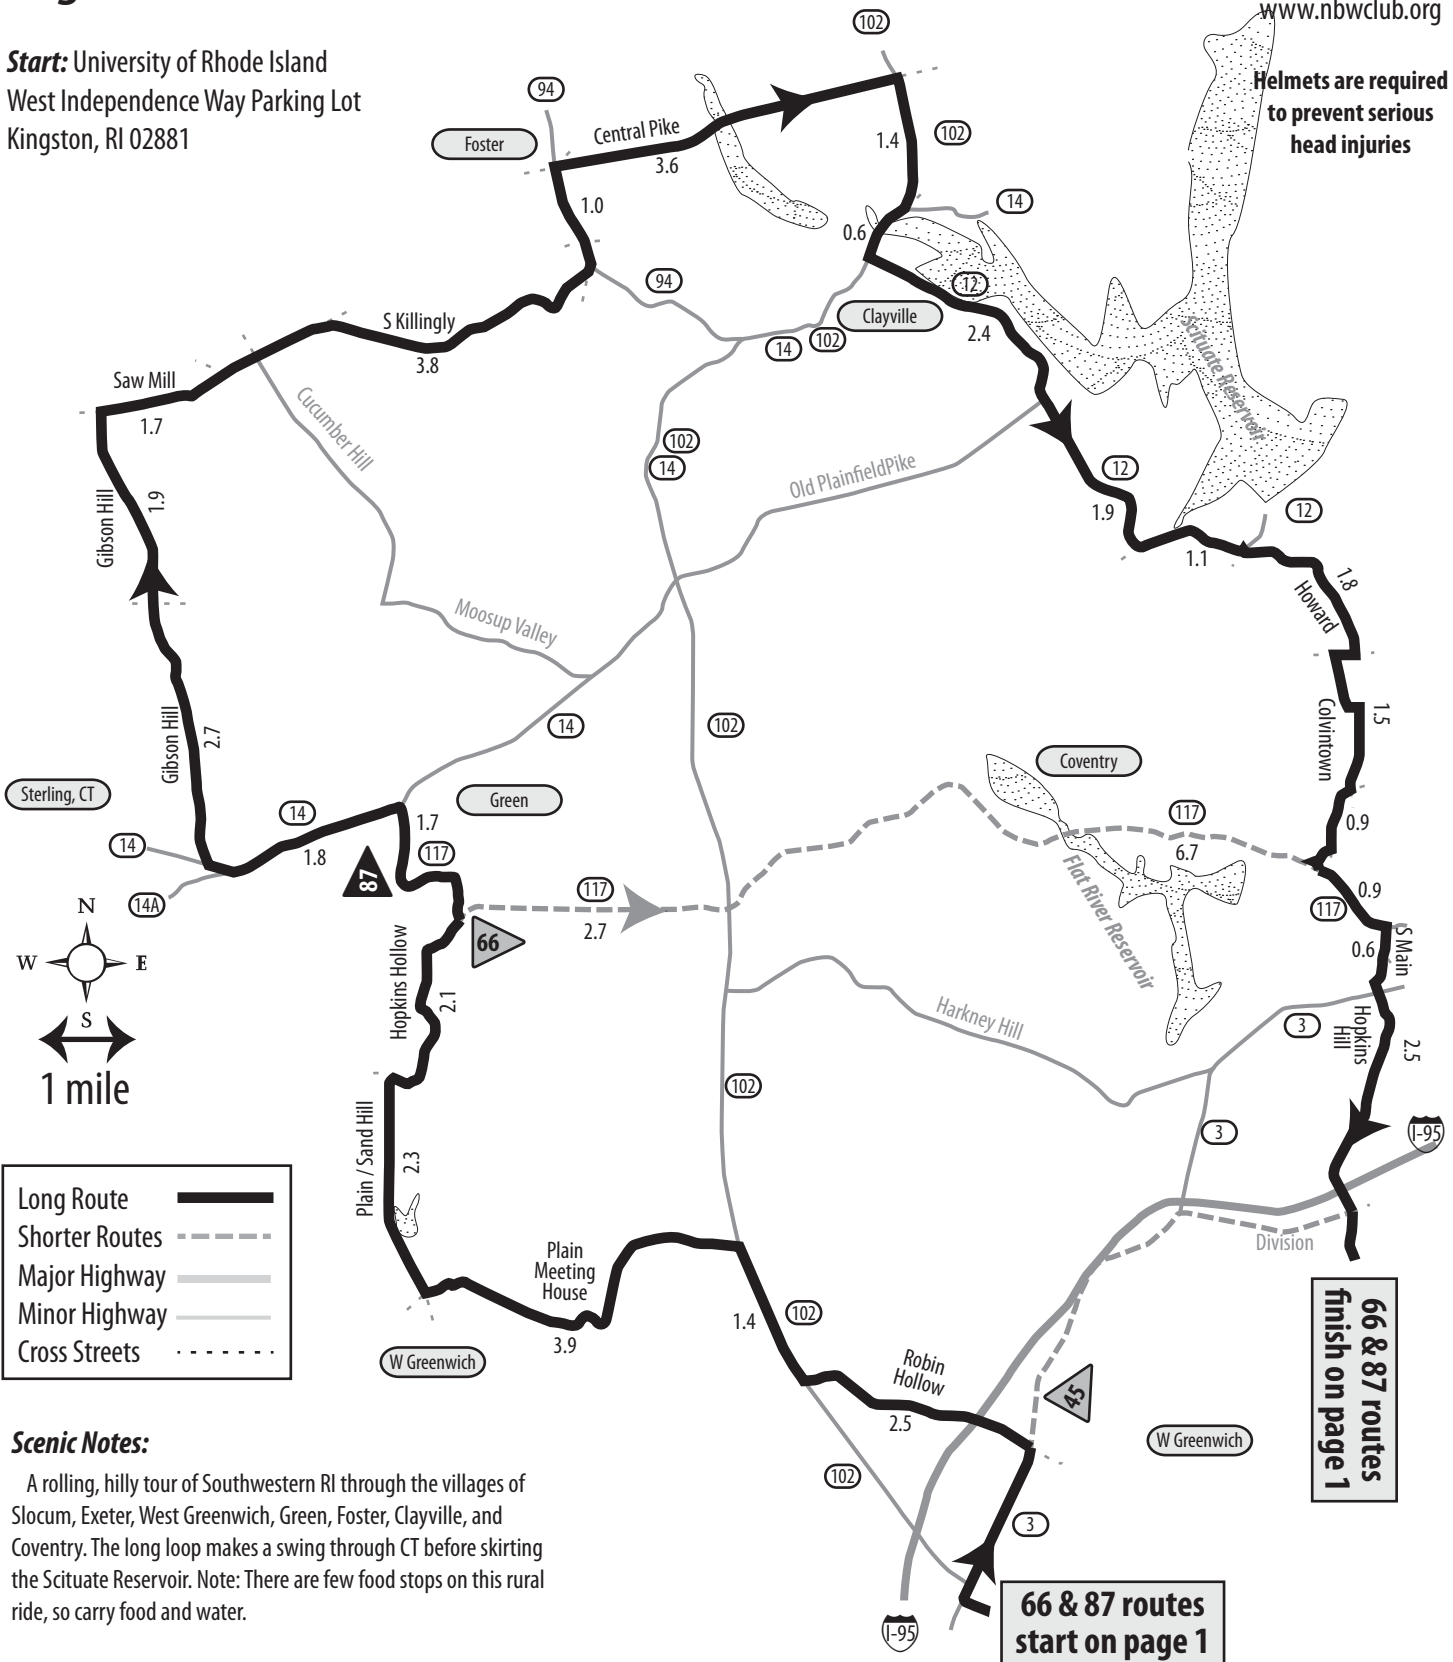 www.nbwclub.org
Start: University of Rhode Island
West Independence Way Parking Lot
Kingston, RI 02881
Helmets are required
to prevent serious
head injuries
102
94
Foster
Central Pike
3.6
1.4
102
1.0
14
0.6
94
12
Clayville
2.4
14
102
S Killingly
3.8
Saw Mill
1.7
Cucumber Hill
Scituate Reservoir
102
14
Old PlainfieldPike
12
1.9
12
1.1
Gibson Hill
1.9
1.8
Howard
Moosup Valley
14
102
Gibson Hill
2.7
Colvintown
1.5
Coventry
Sterling, CT
14
1.8
Green
1.7
117
117
6.7
0.9
14
14A
87
117
2.7
66
Flat River Reservoir
0.9
117
0.6
S Main
N
W
E
S
1 mile
Hopkins Hollow
2.1
Harkney Hill
3
Hopkins
Hill
2.5
102
3
I-95
Plain / Sand Hill
2.3
Long Route
Shorter Routes
Major Highway
Minor Highway
Cross Streets
Division
Plain
Meeting
House
3.9
1.4
102
W Greenwich
Robin
Hollow
2.5
45
W Greenwich
66 & 87 routes
finish on page 1
102
3
Scenic Notes:
A rolling, hilly tour of Southwestern RI through the villages of
Slocum, Exeter, West Greenwich, Green, Foster, Clayville, and
Coventry. The long loop makes a swing through CT before skirting
the Scituate Reservoir. Note: There are few food stops on this rural
ride, so carry food and water.
I-95
66 & 87 routes
start on page 1